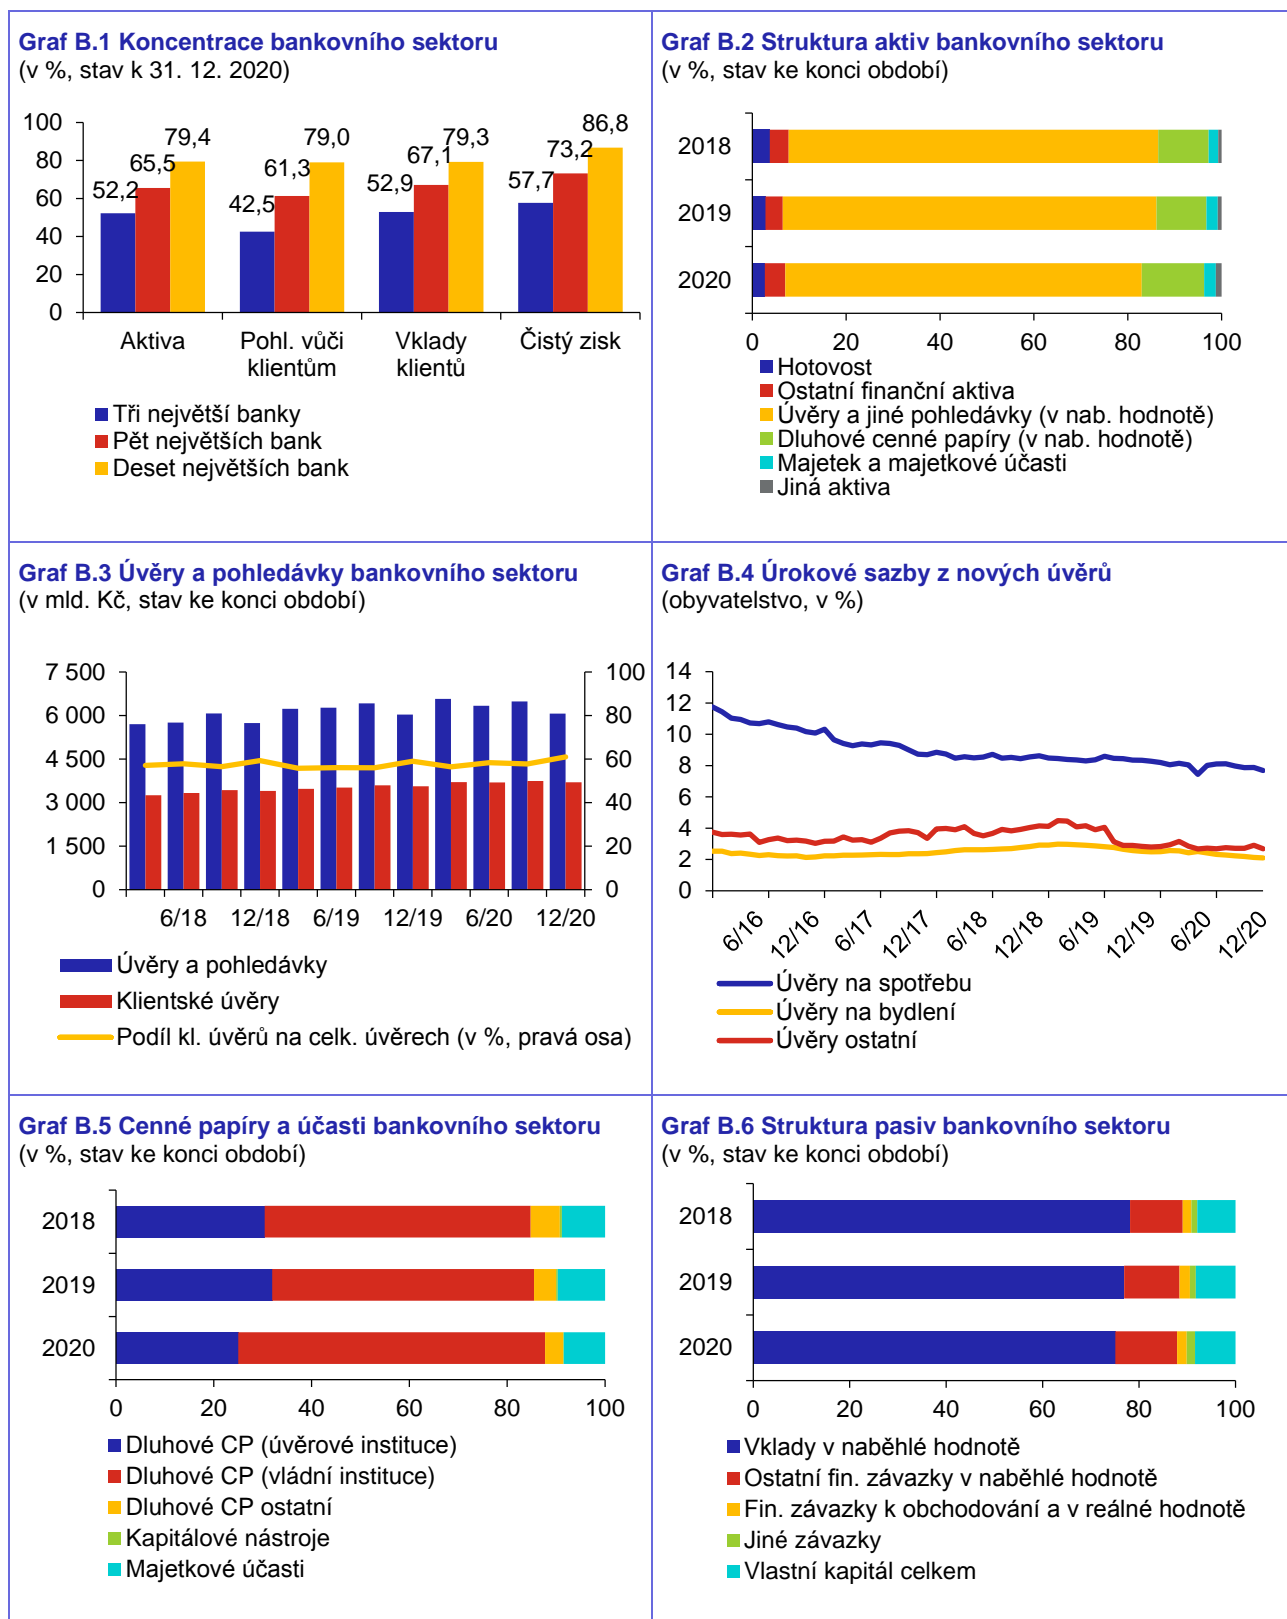 Graf B.1 Koncentrace bankovního sektoru
(v %, stav k 31. 12. 2020)
100
80
60
40
20
0
52,2
65,5
79,4
42,5
61,3
79,0
52,9
67,1
79,3
57,7
73,2
86,8
Aktiva
Pohl. vůči
klientům
Vklady
klientů
Čistý zisk
Tři největší banky
Pět největších bank
Deset největších bank
Graf B.2 Struktura aktiv bankovního sektoru
(v %, stav ke konci období)
2018
2019
2020
0 20 40 60 80 100
Hotovost
Ostatní finanční aktiva
Úvěry a jiné pohledávky (v nab. hodnotě)
Dluhové cenné papíry (v nab. hodnotě)
Majetek a majetkové účasti
Jiná aktiva
Graf B.3 Úvěry a pohledávky bankovního sektoru
(v mld. Kč, stav ke konci období)
7 500
6 000
4 500
3 000
1 500
0
100
80
60
40
20
0
6/18 12/18 6/19 12/19 6/20 12/20
Úvěry a pohledávky
Klientské úvěry
Podíl kl. úvěrů na celk. úvěrech (v %, pravá osa)
Graf B.4 Úrokové sazby z nových úvěrů
(obyvatelstvo, v %)
14
12
10
8
6
4
2
0
6/16 12/16 6/17 12/17 6/18 12/18 6/19 12/19 6/20 12/20
Úvěry na spotřebu
Úvěry na bydlení
Úvěry ostatní
Graf B.5 Cenné papíry a účasti bankovního sektoru
(v %, stav ke konci období)
2018
2019
2020
0 20 40 60 80 100
Dluhové CP (úvěrové instituce)
Dluhové CP (vládní instituce)
Dluhové CP ostatní
Kapitálové nástroje
Majetkové účasti
Graf B.6 Struktura pasiv bankovního sektoru
(v %, stav ke konci období)
2018
2019
2020
0 20 40 60 80 100
Vklady v naběhlé hodnotě
Ostatní fin. závazky v naběhlé hodnotě
Fin. závazky k obchodování a v reálné hodnotě
Jiné závazky
Vlastní kapitál celkem